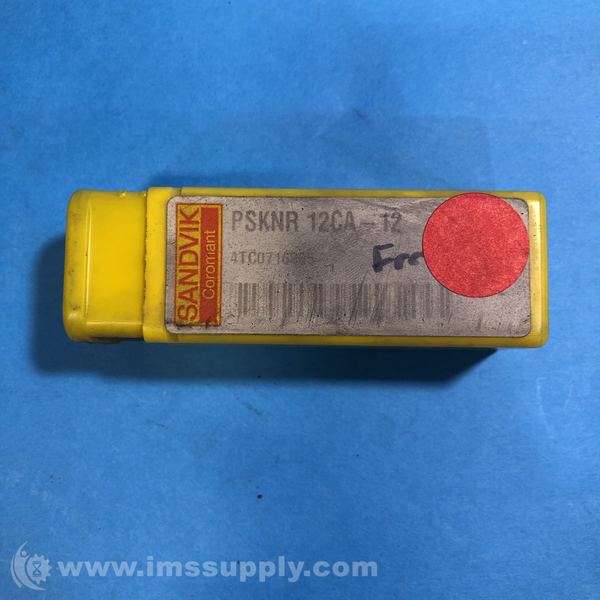 SANDVIK
Coromant
PSKNR 12CA - 12
www.imssupply.com